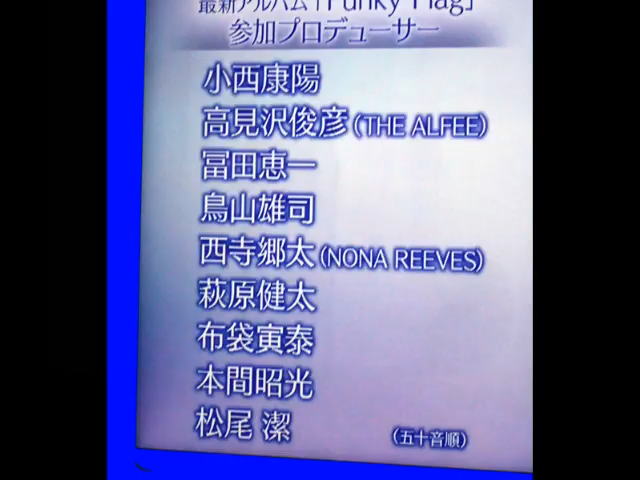 最新アルバム「Funky Flag」
参加プロデューサー
小西康陽
高見沢俊彦(THE ALFEE)
冨田恵一
鳥山雄司
西寺郷太(NONA REEVES)
萩原健太
布袋寅泰
本間昭光
松尾 潔
(五十音順)